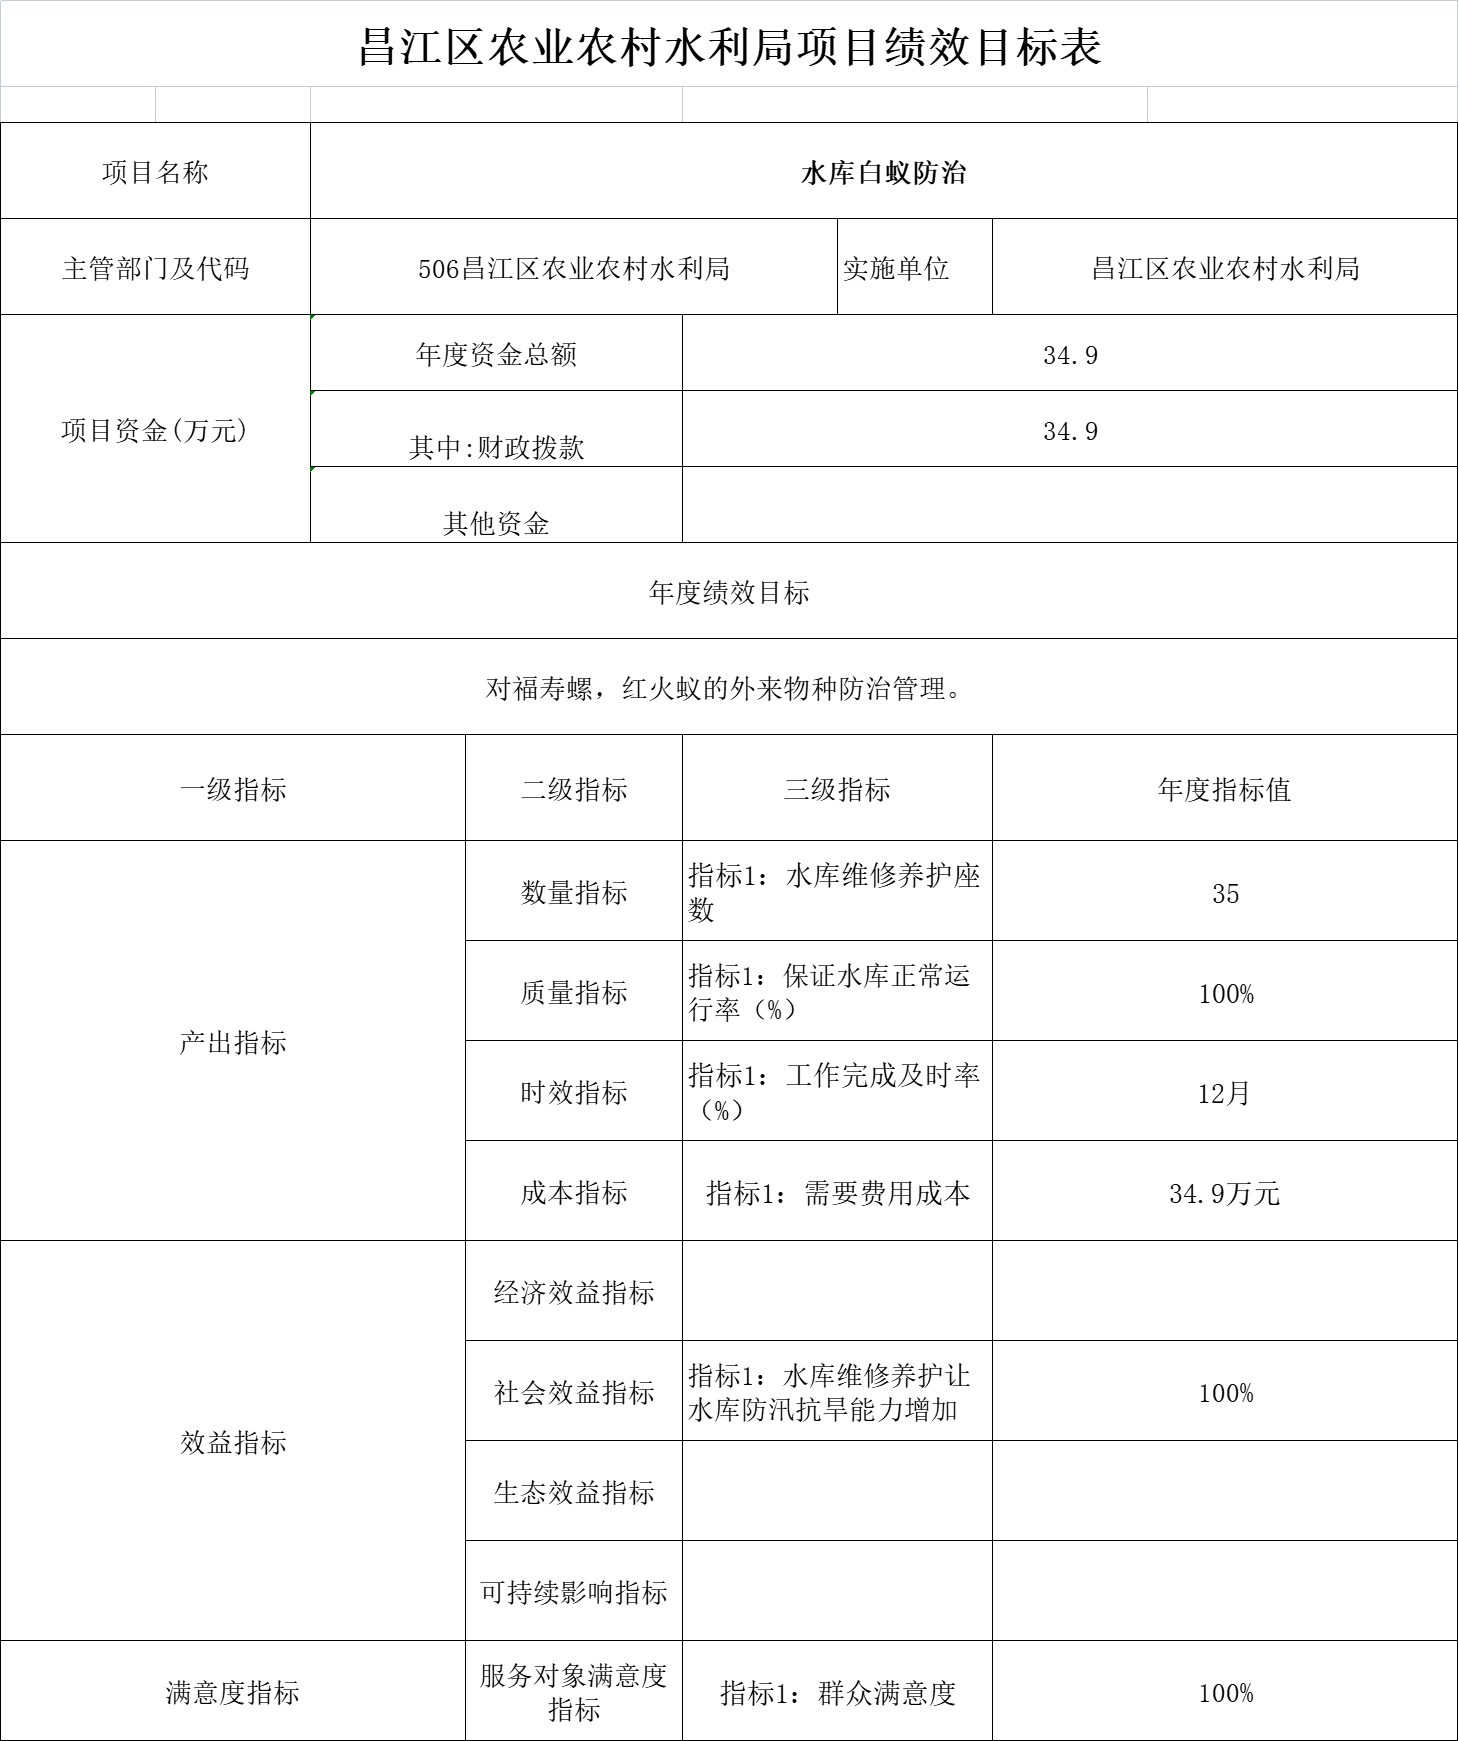 昌江区农业农村水利局项目绩效目标表
项目名称
水库白蚁防治
主管部门及代码
506昌江区农业农村水利局
实施单位
昌江区农业农村水利局
项目资金(万元)
年度资金总额
34.9
其中:财政拨款
34.9
其他资金
年度绩效目标
对福寿螺，红火蚁的外来物种防治管理。
一级指标
二级指标
三级指标
年度指标值
产出指标
数量指标
指标1：水库维修养护座
数
35
质量指标
指标1：保证水库正常运
行率（%）
100%
时效指标
指标1：工作完成及时率
（%）
12月
成本指标
指标1：需要费用成本
34.9万元
效益指标
经济效益指标
社会效益指标
指标1：水库维修养护让
水库防汛抗旱能力增加
100%
生态效益指标
可持续影响指标
满意度指标
服务对象满意度
指标
指标1：群众满意度
100%